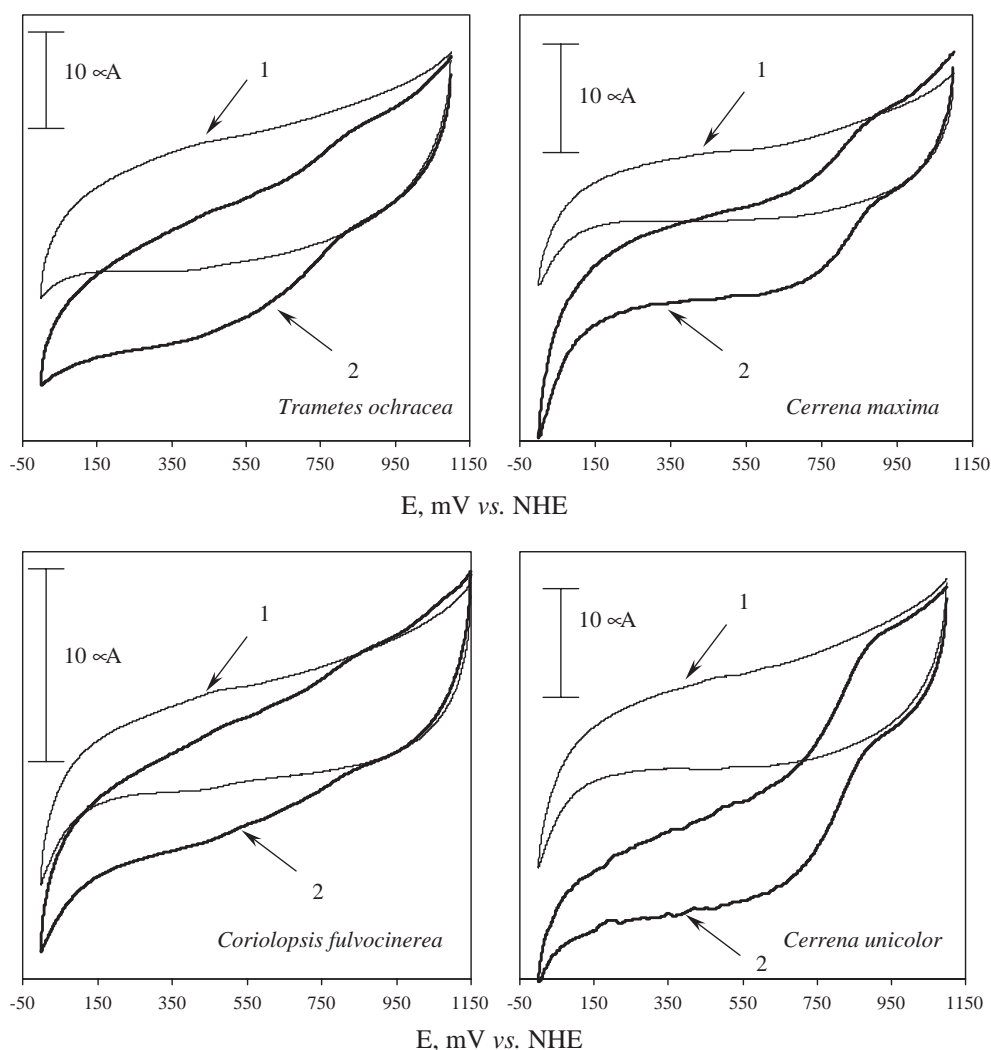 10 ∝A
1
2
Trametes ochracea
-50 150 350 550 750 950 1150
10 ∝A
1
2
Cerrena maxima
-50 150 350 550 750 950 1150
E, mV vs. NHE
10 ∝A
1
2
Coriolopsis fulvocinerea
-50 150 350 550 750 950 1150
10 ∝A
1
2
Cerrena unicolor
-50 150 350 550 750 950 1150
E, mV vs. NHE